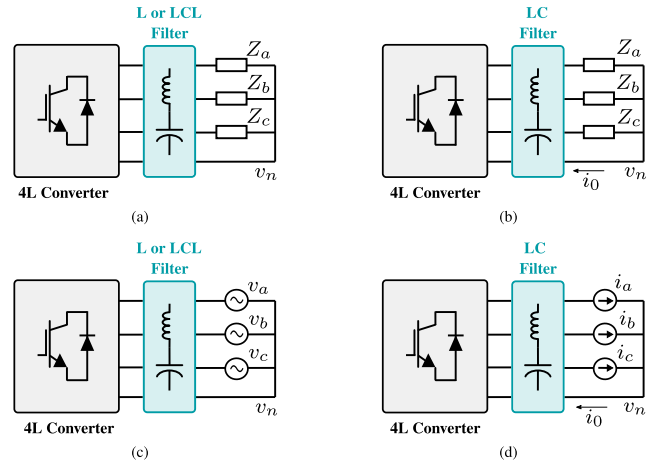 L or LCL
Filter
Z_a
Z_b
Z_c
v_n
4L Converter
(a)
LC
Filter
Z_a
Z_b
Z_c
i_0
v_n
4L Converter
(b)
L or LCL
Filter
v_a
v_b
v_c
v_n
4L Converter
(c)
LC
Filter
i_a
i_b
i_c
i_0
v_n
4L Converter
(d)